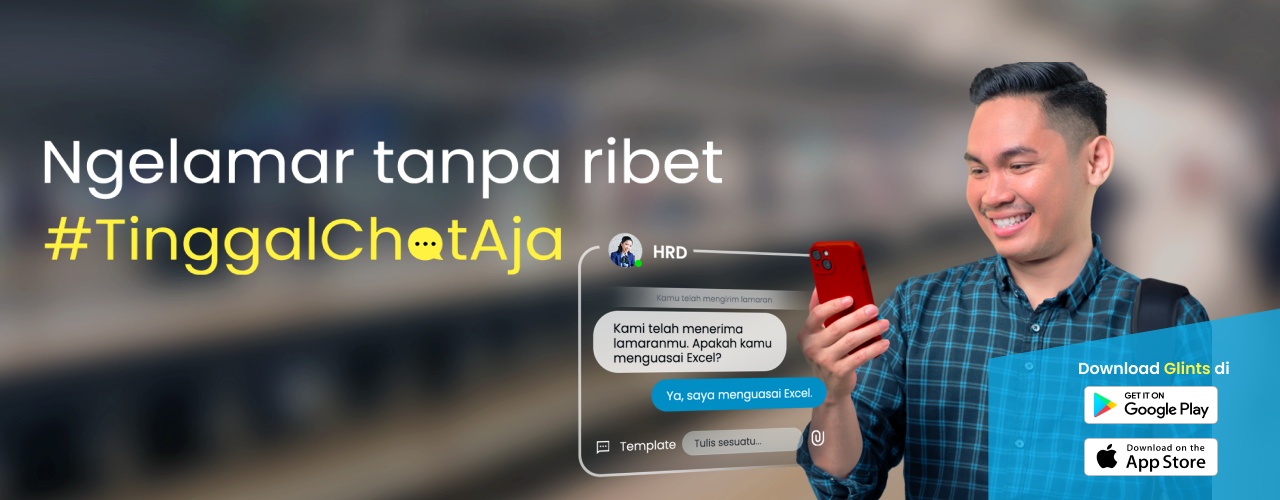 Ngelamar tanpa ribet
#TinggalChatAja
HRD
Kamu telah mengirim lamaran
Kami telah menerima
lamaranmu. Apakah kamu
menguasai Excel?
Ya, saya menguasai Excel.
Template
Tulis sesuatu...
Download Glints di
GET IT ON
Google Play
Download on the
App Store